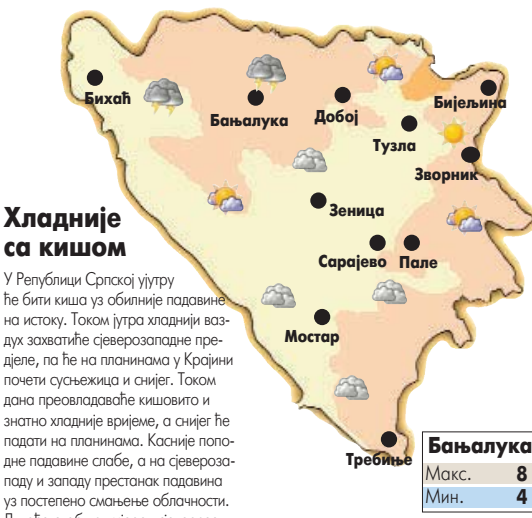 Бихаћ
Бањалука
Добој
Бијељина
Тузла
Зворник
Зеница
Сарајево
Пале
Мостар
Требиње
Хладније
са кишом
У Републици Српској ујутру
ће бити киша уз обилније падавине
на истоку. Током јутра хладнији ваз-
дух захватиће сјеверозападне пре-
дјеле, па ће на планинама у Крајини
почети сусњежица и снијег. Током
дана преовладаваће кишовито и
знатно хладније вријеме, а снијег ће
падати на планинама. Касније попо-
дне падавине слабе, а на сјевероза-
паду и западу престанак падавина
уз постепено смањење облачности.
Бањалука
Макс. 8
Мин. 4